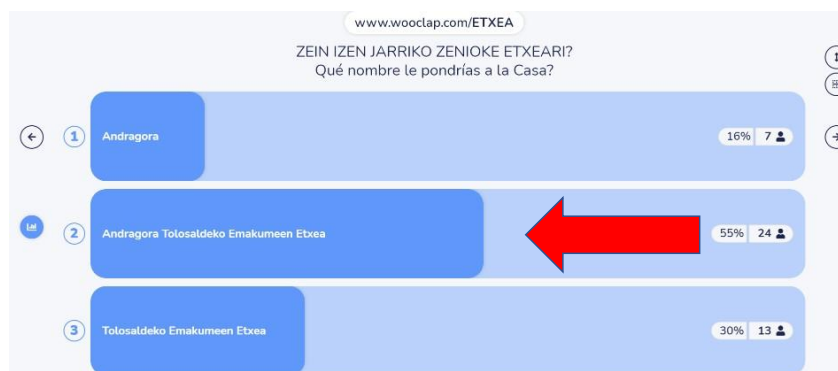 www.wooclap.com/ETXEA
ZEIN IZEN JARRIKO ZENIOKE ETXEARI?
Qué nombre le pondrías a la Casa?
1 Andragora 16% 7
2 Andragora Tolosaldeko Emakumeen Etxea 55% 24
3 Tolosaldeko Emakumeen Etxea 30% 13